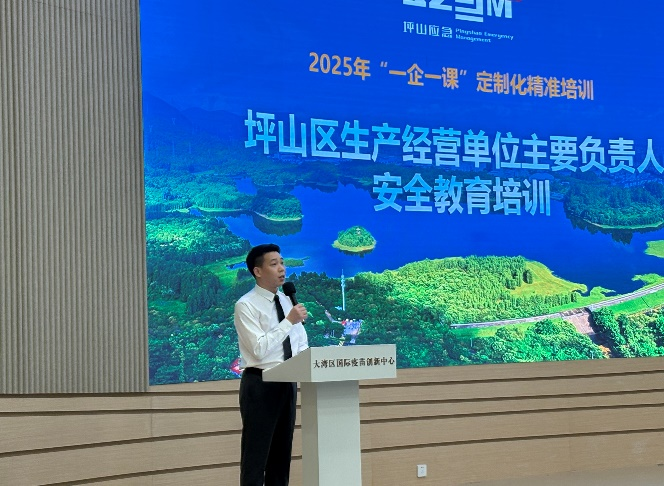 坪山应急
Pingshan Emergency
Management
2025年“一企一课”定制化精准培训
坪山区生产经营单位主要负责人
安全教育培训
大湾区国际疫苗创新中心